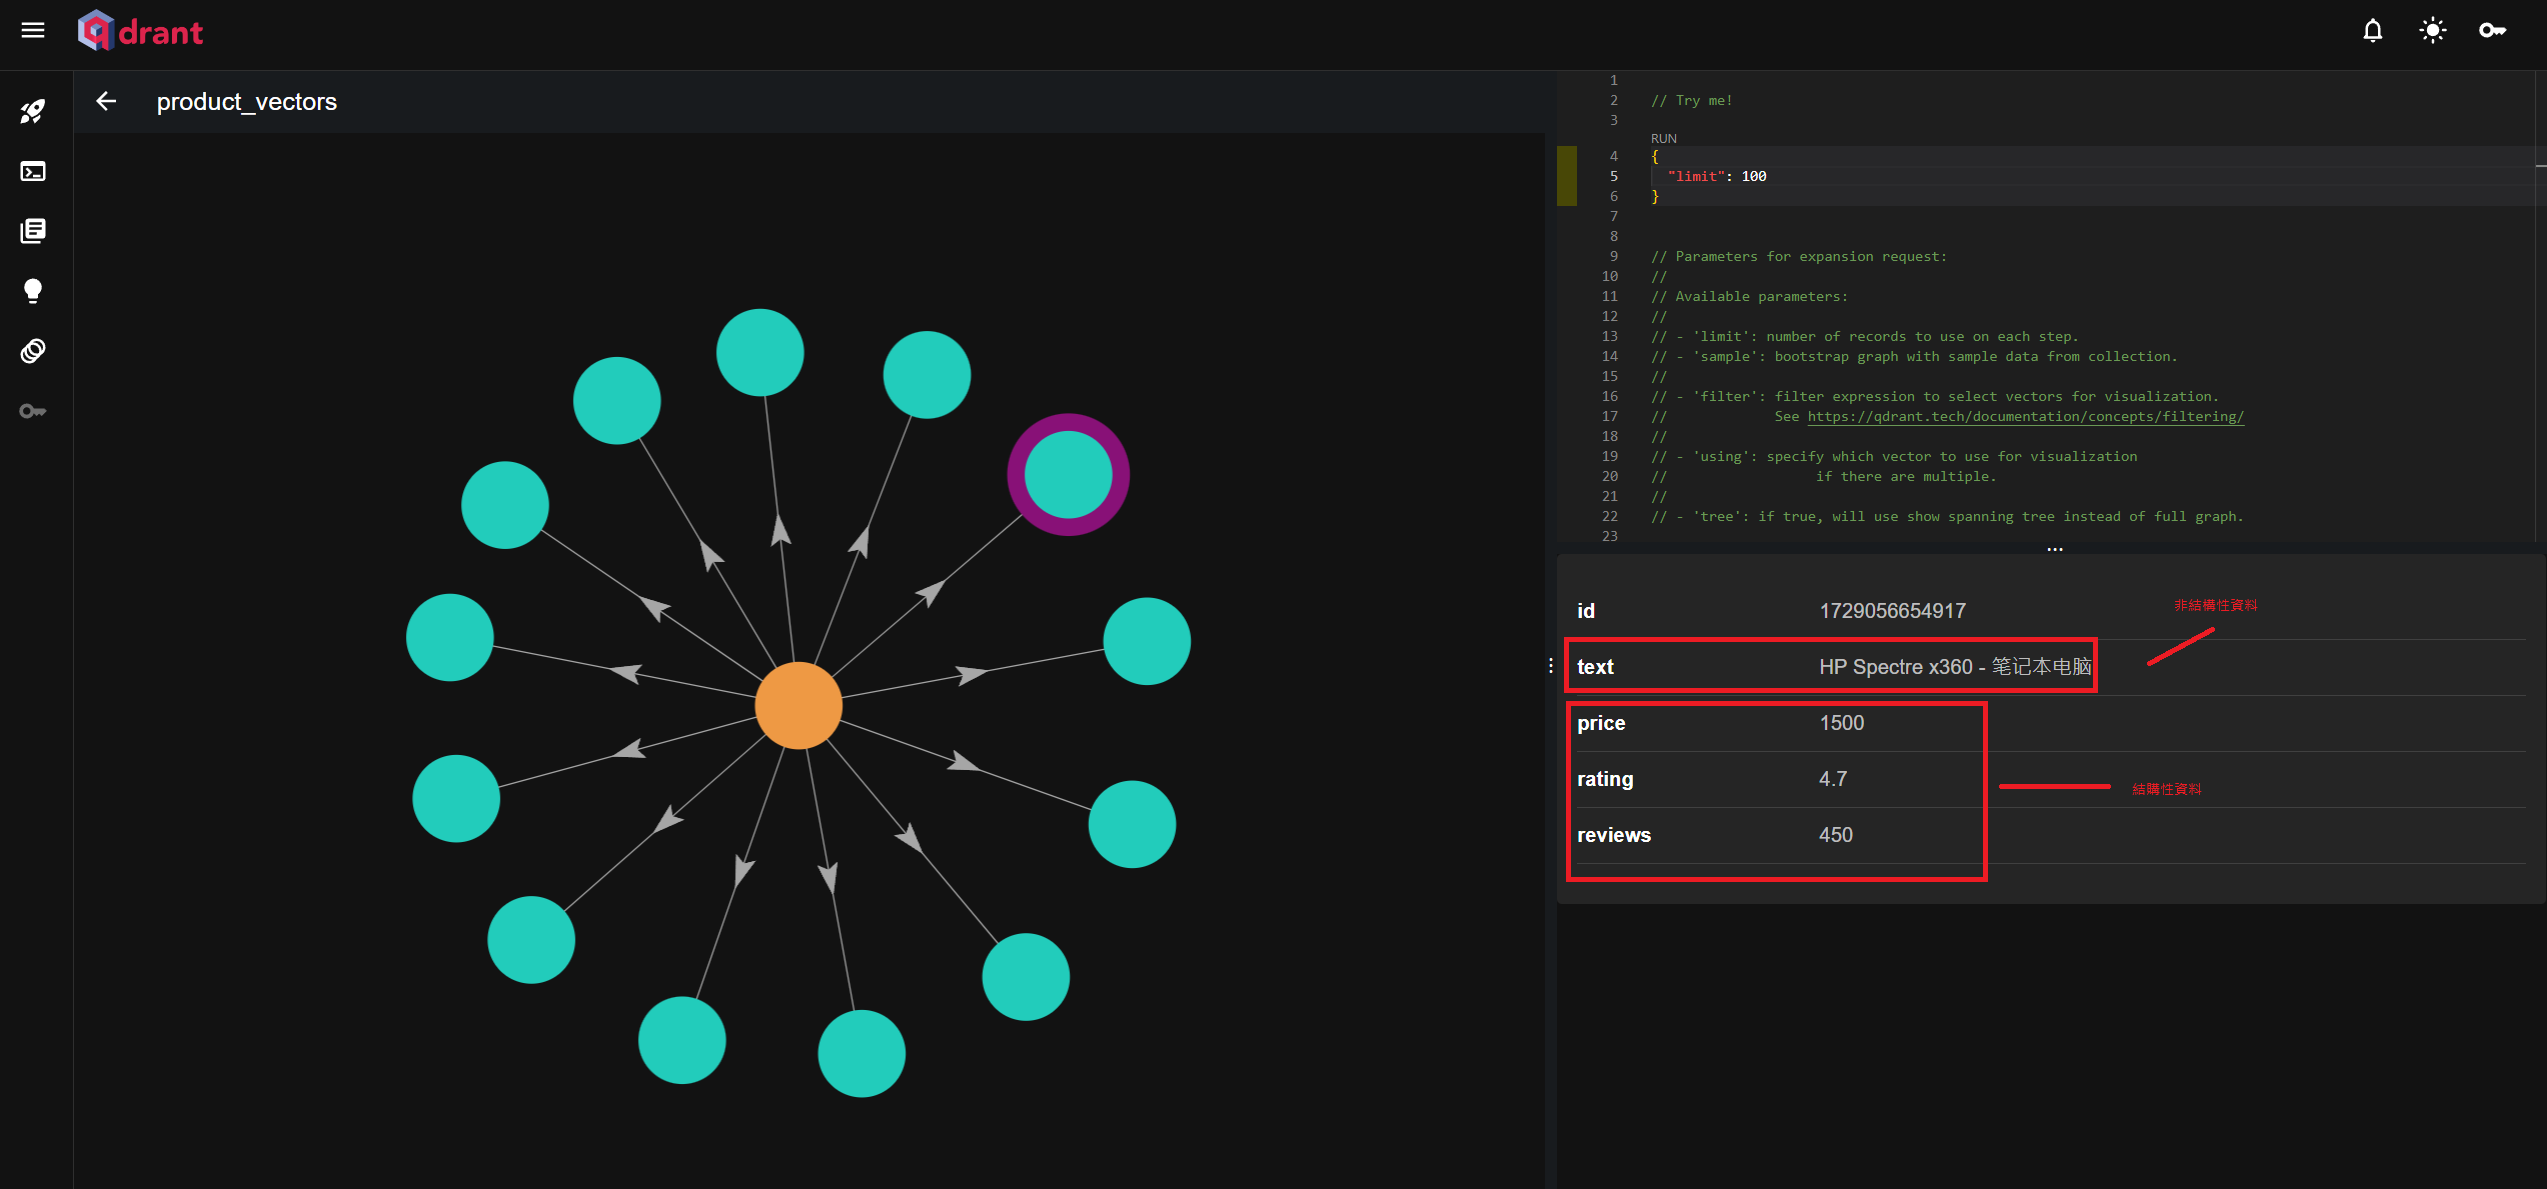 qdrant
product_vectors
1
2 // Try me!
3
RUN
4 {
5 "limit": 100
6 }
7
8
9 // Parameters for expansion request:
10 //
11 // Available parameters:
12 //
13 // - 'limit': number of records to use on each step.
14 // - 'sample': bootstrap graph with sample data from collection.
15 //
16 // - 'filter': filter expression to select vectors for visualization.
17 // See https://qdrant.tech/documentation/concepts/filtering/
18 //
19 // - 'using': specify which vector to use for visualization
20 // if there are multiple.
21 //
22 // - 'tree': if true, will use show spanning tree instead of full graph.
23
id 1729056654917
非結構性資料
text HP Spectre x360 - 笔记本电脑
price 1500
rating 4.7
結購性資料
reviews 450